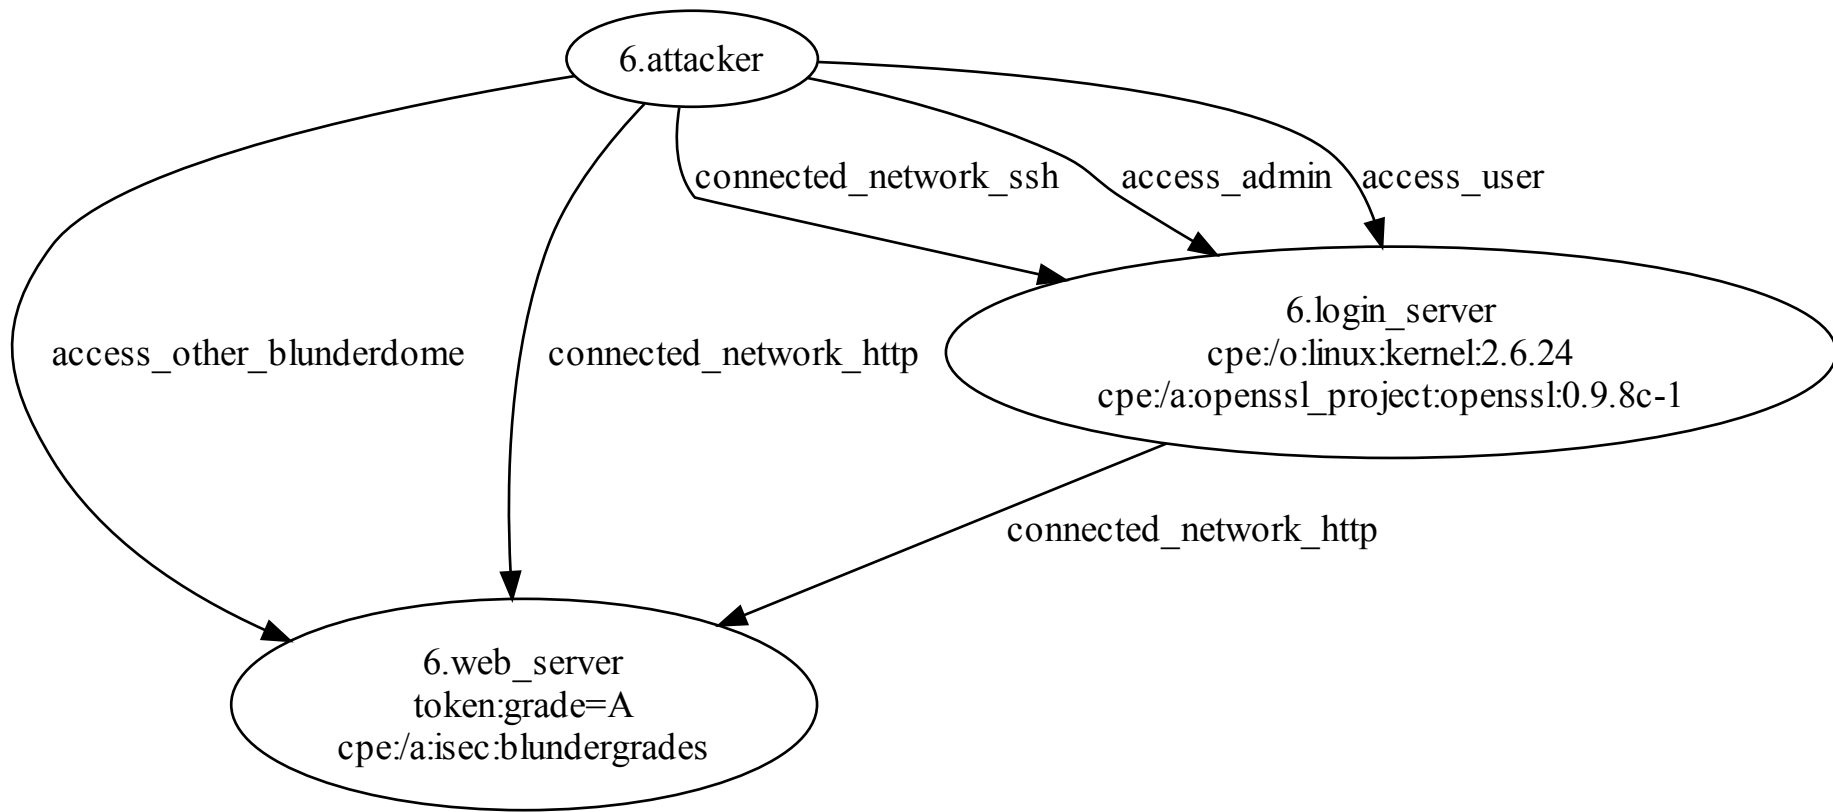 6.attacker
connected_network_ssh
access_admin
access_user
6.login_server
cpe:/o:linux:kernel:2.6.24
cpe:/a:openssl_project:openssl:0.9.8c-1
access_other_blunderdome
connected_network_http
connected_network_http
6.web_server
token:grade=A
cpe:/a:isec:blundergrades